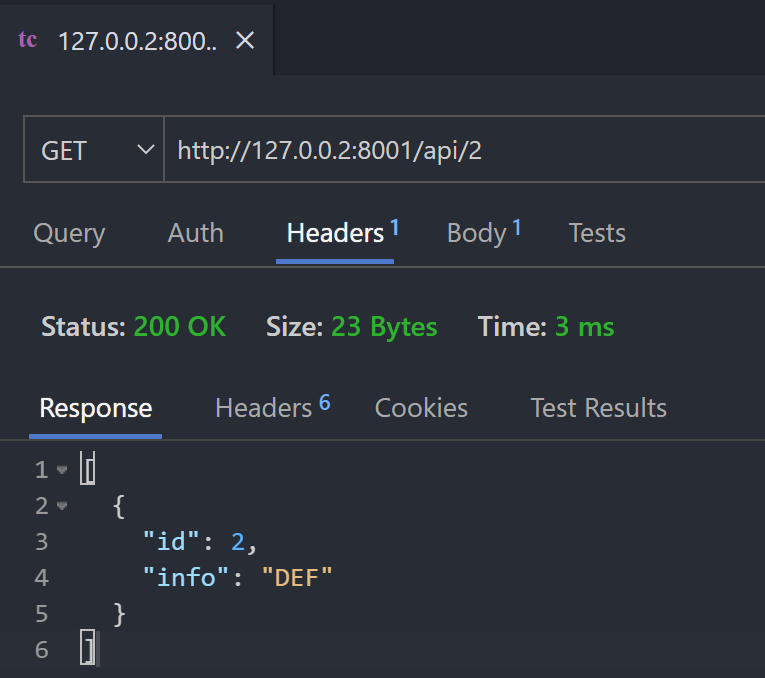 tc 127.0.0.2:800..
GET http://127.0.0.2:8001/api/2
Query Auth Headers 1 Body 1 Tests
Status: 200 OK Size: 23 Bytes Time: 3 ms
Response Headers 6 Cookies Test Results
1 [
2 {
3 "id": 2,
4 "info": "DEF"
5 }
6 ]